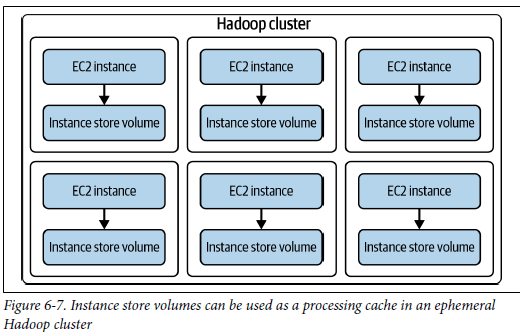 Hadoop cluster
EC2 instance
Instance store volume
EC2 instance
Instance store volume
EC2 instance
Instance store volume
EC2 instance
Instance store volume
EC2 instance
Instance store volume
EC2 instance
Instance store volume
Figure 6-7. Instance store volumes can be used as a processing cache in an ephemeral
Hadoop cluster